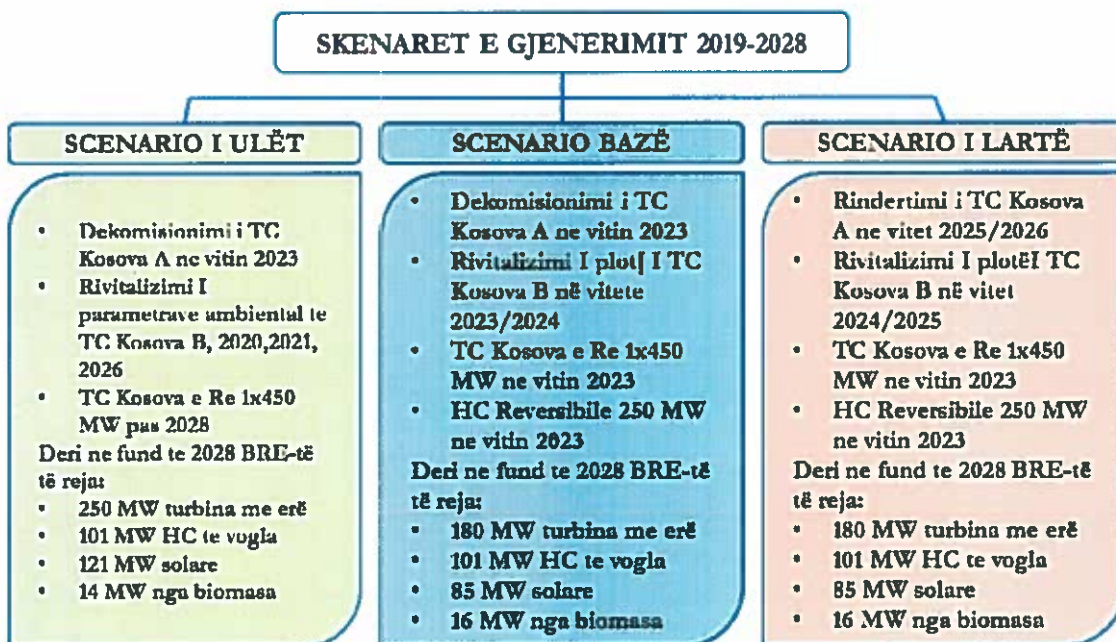 SKENARET E GJENERIMIT 2019-2028
SCENARIO I ULËT
• Dekomisionimi i TC
Kosova A ne vitin 2023
• Rivitalizimi I
parametrave ambiental te
TC Kosova B, 2020,2021,
2026
• TC Kosova e Re 1x450
MW pas 2028
Deri ne fund te 2028 BRE-të
të reja:
• 250 MW turbina me erë
• 101 MW HC te vogla
• 121 MW solare
• 14 MW nga biomasa
SCENARIO BAZË
• Dekomisionimi i TC
Kosova A ne vitin 2023
• Rivitalizimi I plot[ I TC
Kosova B në vitete
2023/2024
• TC Kosova e Re 1x450
MW ne vitin 2023
• HC Reversibile 250 MW
ne vitin 2023
Deri ne fund te 2028 BRE-të
të reja:
• 180 MW turbina me erë
• 101 MW HC te vogla
• 85 MW solare
• 16 MW nga biomasa
SCENARIO I LARTË
• Rindertimi i TC Kosova
A ne vitet 2025/2026
• Rivitalizimi I plotëI TC
Kosova B në vitet
2024/2025
• TC Kosova e Re 1x450
MW ne vitin 2023
• HC Reversibile 250 MW
ne vitin 2023
Deri ne fund te 2028 BRE-të
të reja:
• 180 MW turbina me erë
• 101 MW HC te vogla
• 85 MW solare
• 16 MW nga biomasa